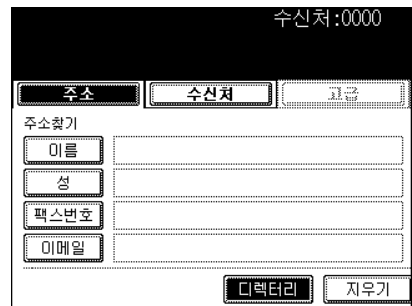 수신처:0000
주소 수신처 고급
주소찾기
이름
성
팩스번호
이메일
디렉터리 지우기